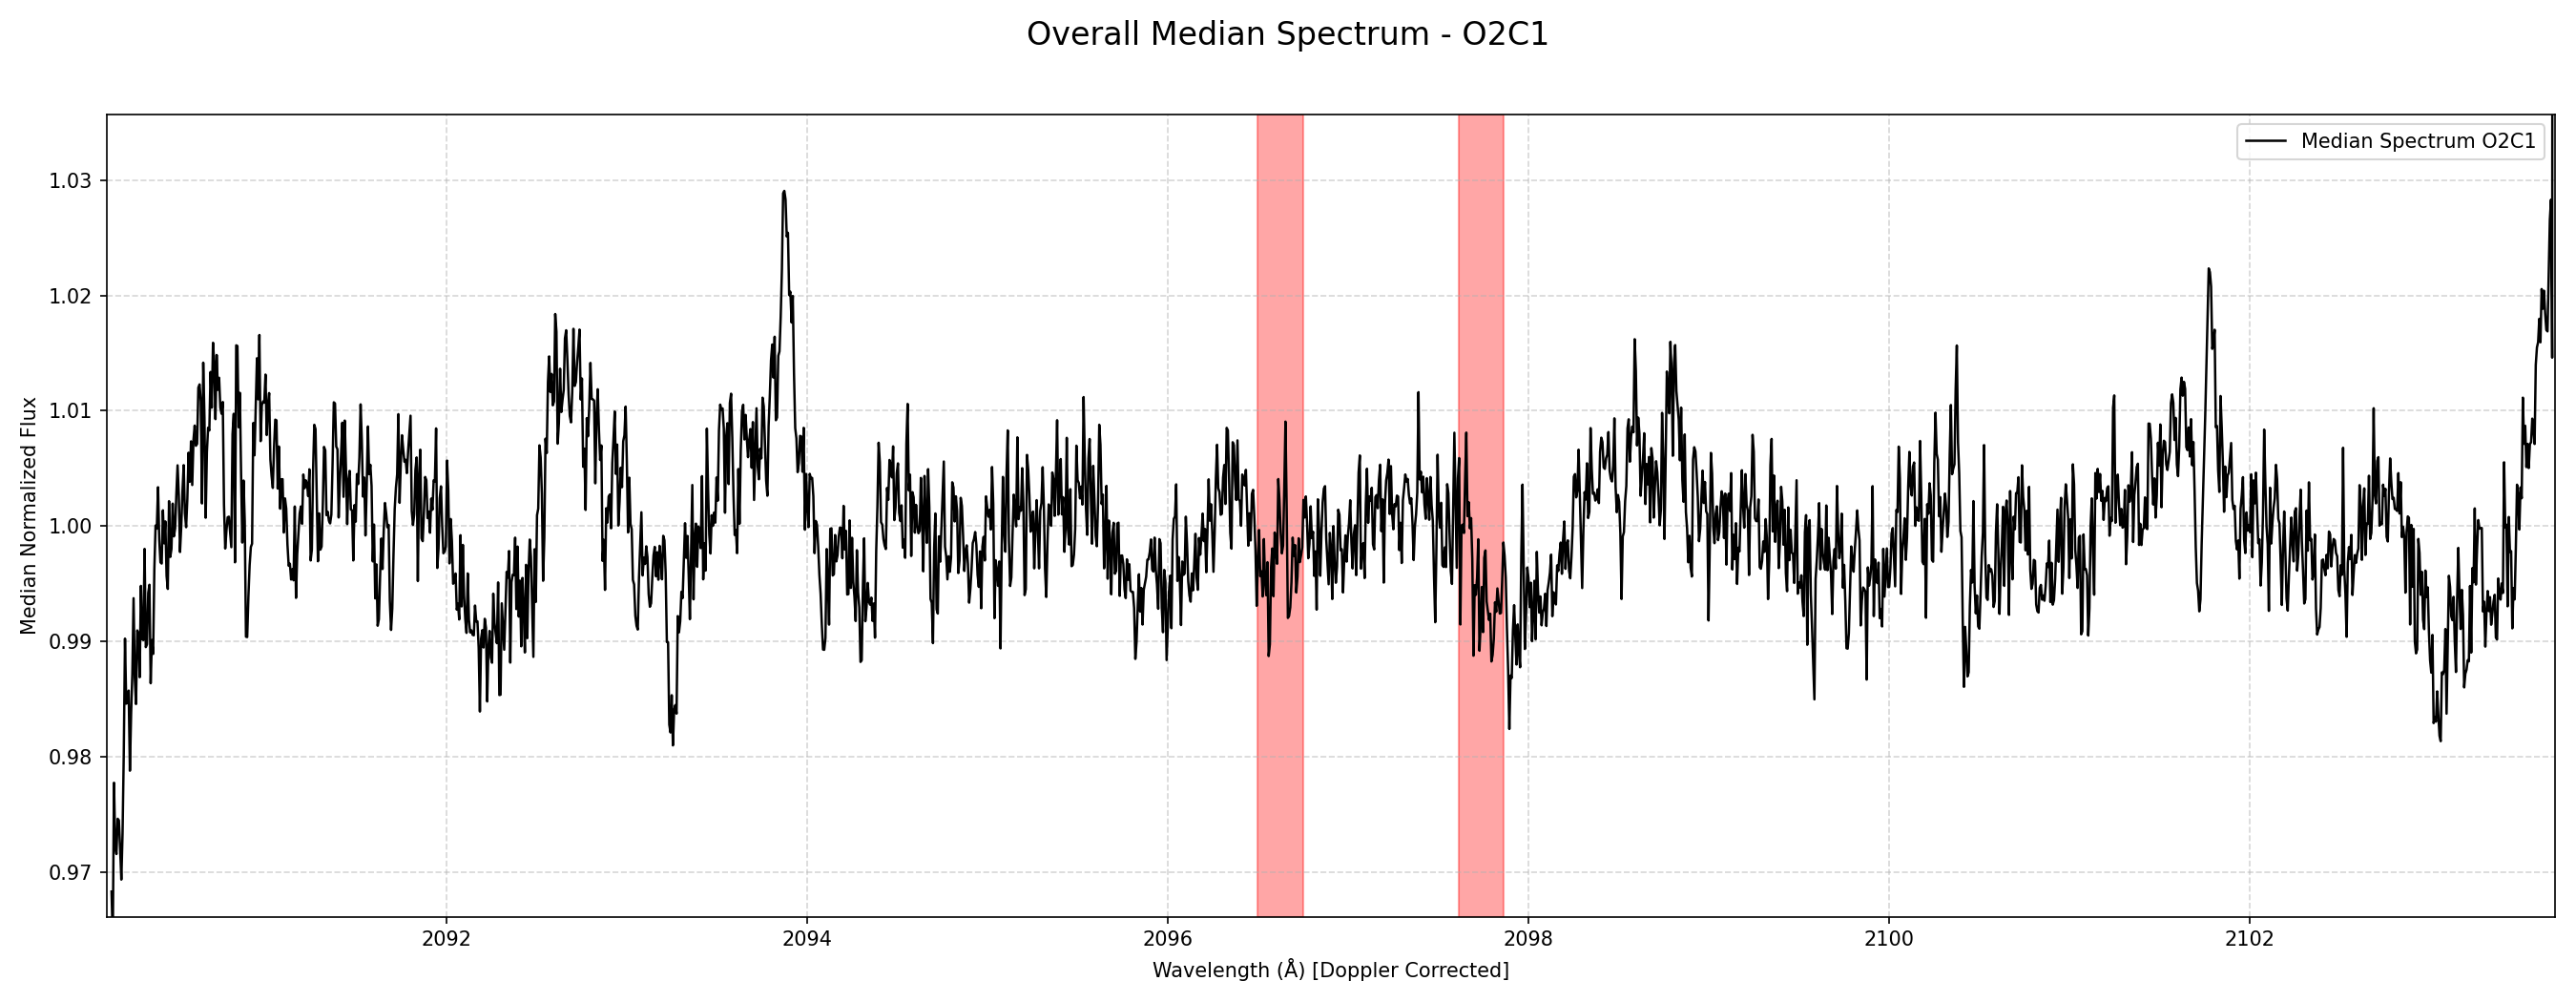 Overall Median Spectrum - O2C1
Median Spectrum O2C1
Median Normalized Flux
1.03
1.02
1.01
1.00
0.99
0.98
0.97
2092 2094 2096 2098 2100 2102
Wavelength (Å) [Doppler Corrected]